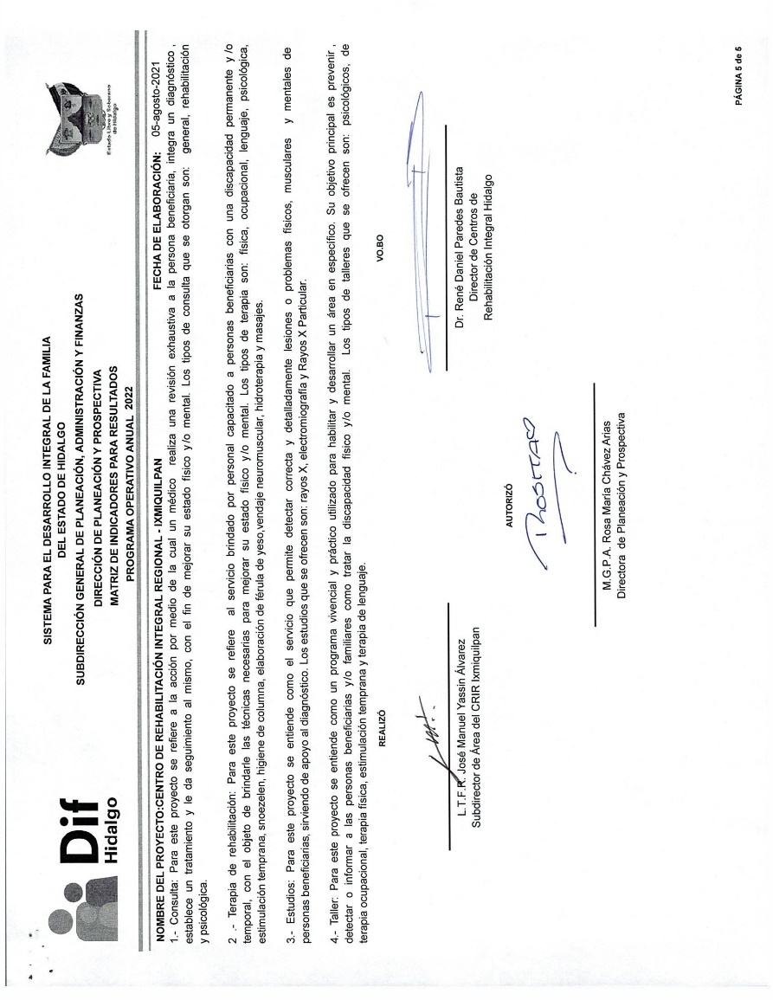 Dif
Hidalgo
SISTEMA PARA EL DESARROLLO INTEGRAL DE LA FAMILIA
DEL ESTADO DE HIDALGO
SUBDIRECCIÓN GENERAL DE PLANEACIÓN, ADMINISTRACIÓN Y FINANZAS
DIRECCIÓN DE PLANEACIÓN Y PROSPECTIVA
MATRIZ DE INDICADORES PARA RESULTADOS
PROGRAMA OPERATIVO ANUAL 2022
Estado Libre y Soberano
de Hidalgo
NOMBRE DEL PROYECTO:CENTRO DE REHABILITACIÓN INTEGRAL REGIONAL - IXMIQUILPAN FECHA DE ELABORACIÓN: 05-agosto-2021
1.- Consulta: Para este proyecto se refiere a la acción por medio de la cual un médico realiza una revisión exhaustiva a la persona beneficiaria, integra un diagnóstico ,
establece un tratamiento y le da seguimiento al mismo, con el fin de mejorar su estado físico y/o mental. Los tipos de consulta que se otorgan son: general, rehabilitación
y psicológica.
2 .- Terapia de rehabilitación: Para este proyecto se refiere al servicio brindado por personal capacitado a personas beneficiarias con una discapacidad permanente y /o
temporal, con el objeto de brindarle las técnicas necesarias para mejorar su estado físico y/o mental. Los tipos de terapia son: física, ocupacional, lenguaje, psicológica,
estimulación temprana, snoezelen, higiene de columna, elaboración de férula de yeso,vendaje neuromuscular, hidroterapia y masajes.
3.- Estudios: Para este proyecto se entiende como el servicio que permite detectar correcta y detalladamente lesiones o problemas físicos, musculares y mentales de
personas beneficiarias, sirviendo de apoyo al diagnóstico. Los estudios que se ofrecen son: rayos X, electromiografía y Rayos X Particular.
4.- Taller: Para este proyecto se entiende como un programa vivencial y práctico utilizado para habilitar y desarrollar un área en específico. Su objetivo principal es prevenir ,
detectar o informar a las personas beneficiarias y/o familiares como tratar la discapacidad físico y/o mental. Los tipos de talleres que se ofrecen son: psicológicos, de
terapia ocupacional, terapia física, estimulación temprana y terapia de lenguaje.
REALIZÓ
VO.BO
L.T.F.R. José Manuel Yassin Álvarez
Subdirector de Área del CRIR Ixmiquilpan
Dr. René Daniel Paredes Bautista
Director de Centros de
Rehabilitación Integral Hidalgo
AUTORIZÓ
M.G.P.A. Rosa María Chávez Arias
Directora de Planeación y Prospectiva
PÁGINA 5 de 5